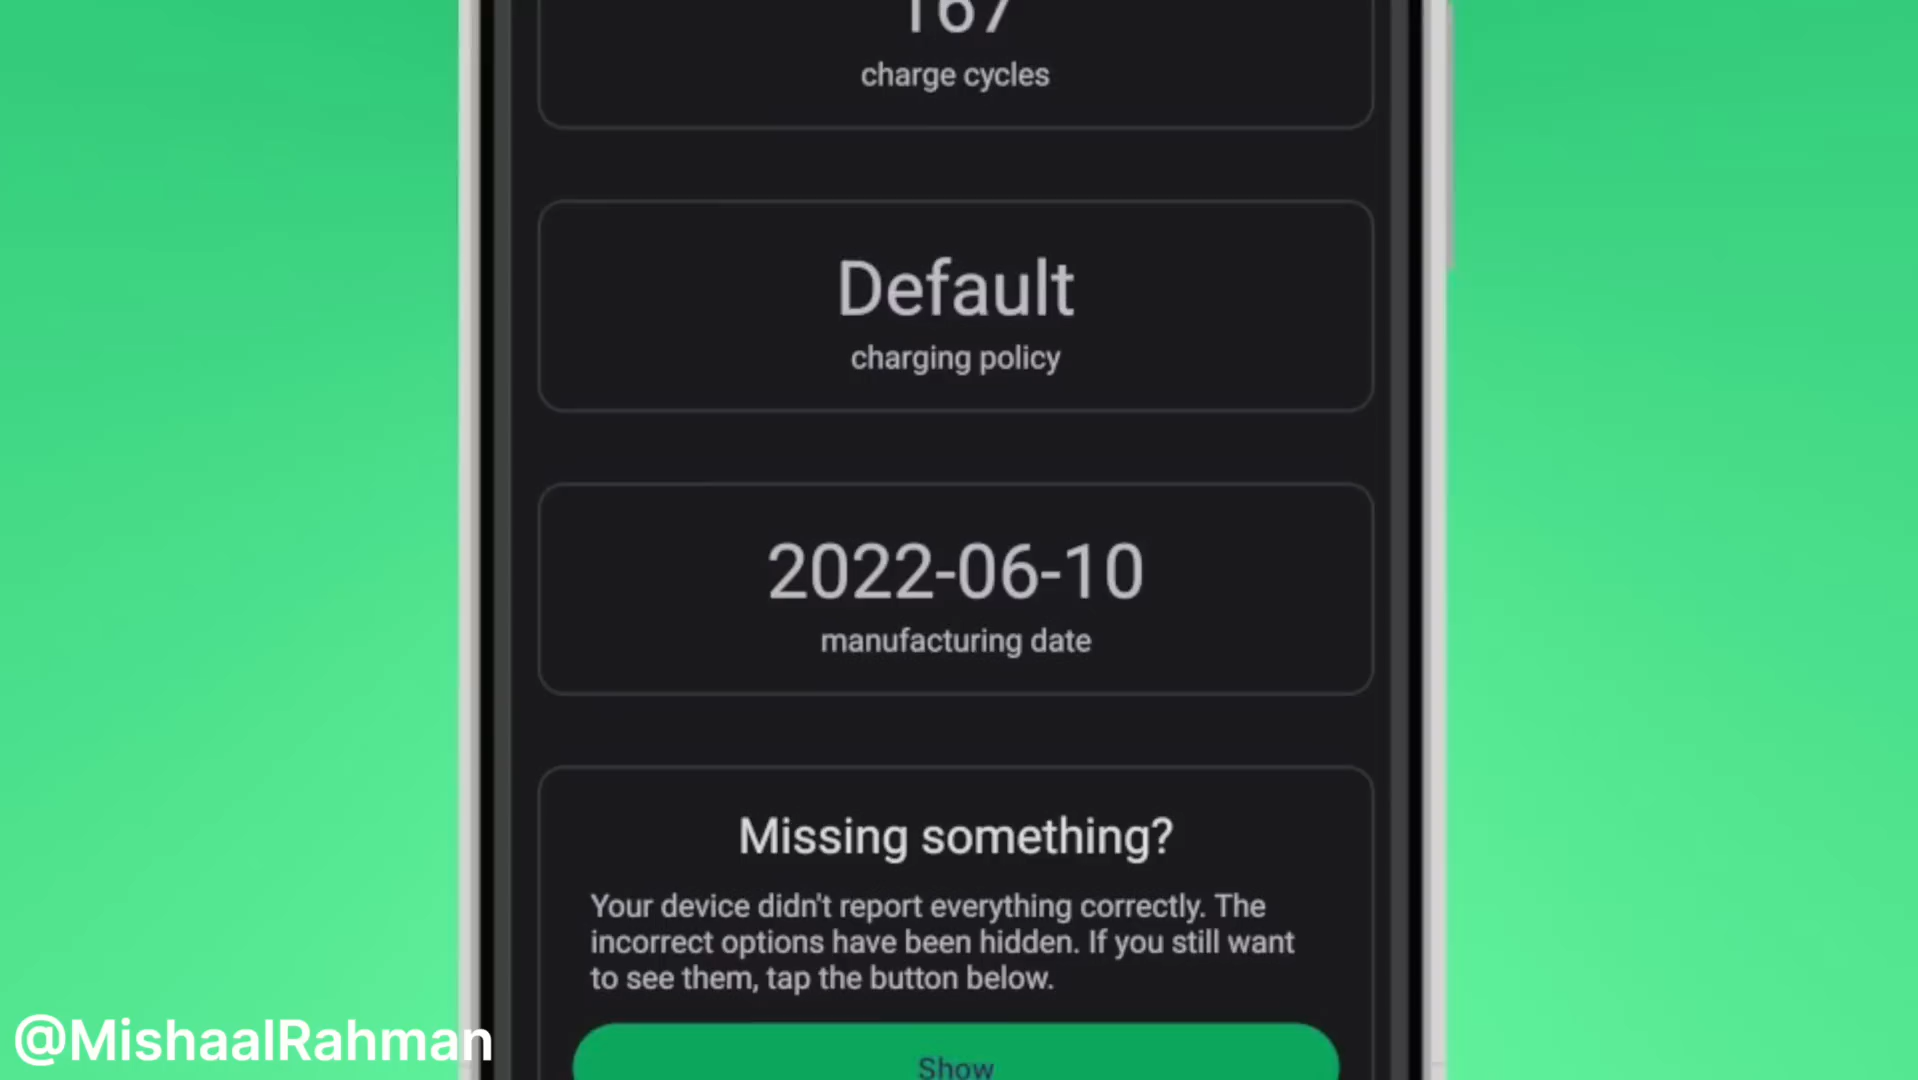 167
charge cycles
Default
charging policy
2022-06-10
manufacturing date
Missing something?
Your device didn't report everything correctly. The
incorrect options have been hidden. If you still want
to see them, tap the button below.
Show
@MishaalRahman